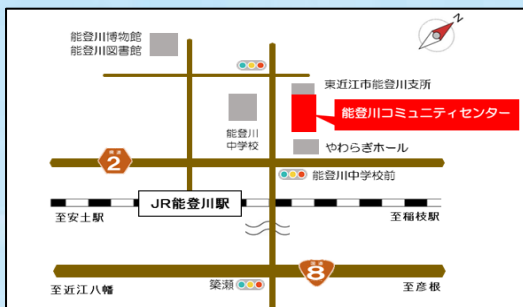 能登川博物館
能登川図書館
N
東近江市能登川支所
能登川コミュニティセンター
能登川
中学校
やわらぎホール
2
能登川中学校前
JR能登川駅
至安土駅
至稲枝駅
国道
8
簗瀬
至近江八幡
至彦根